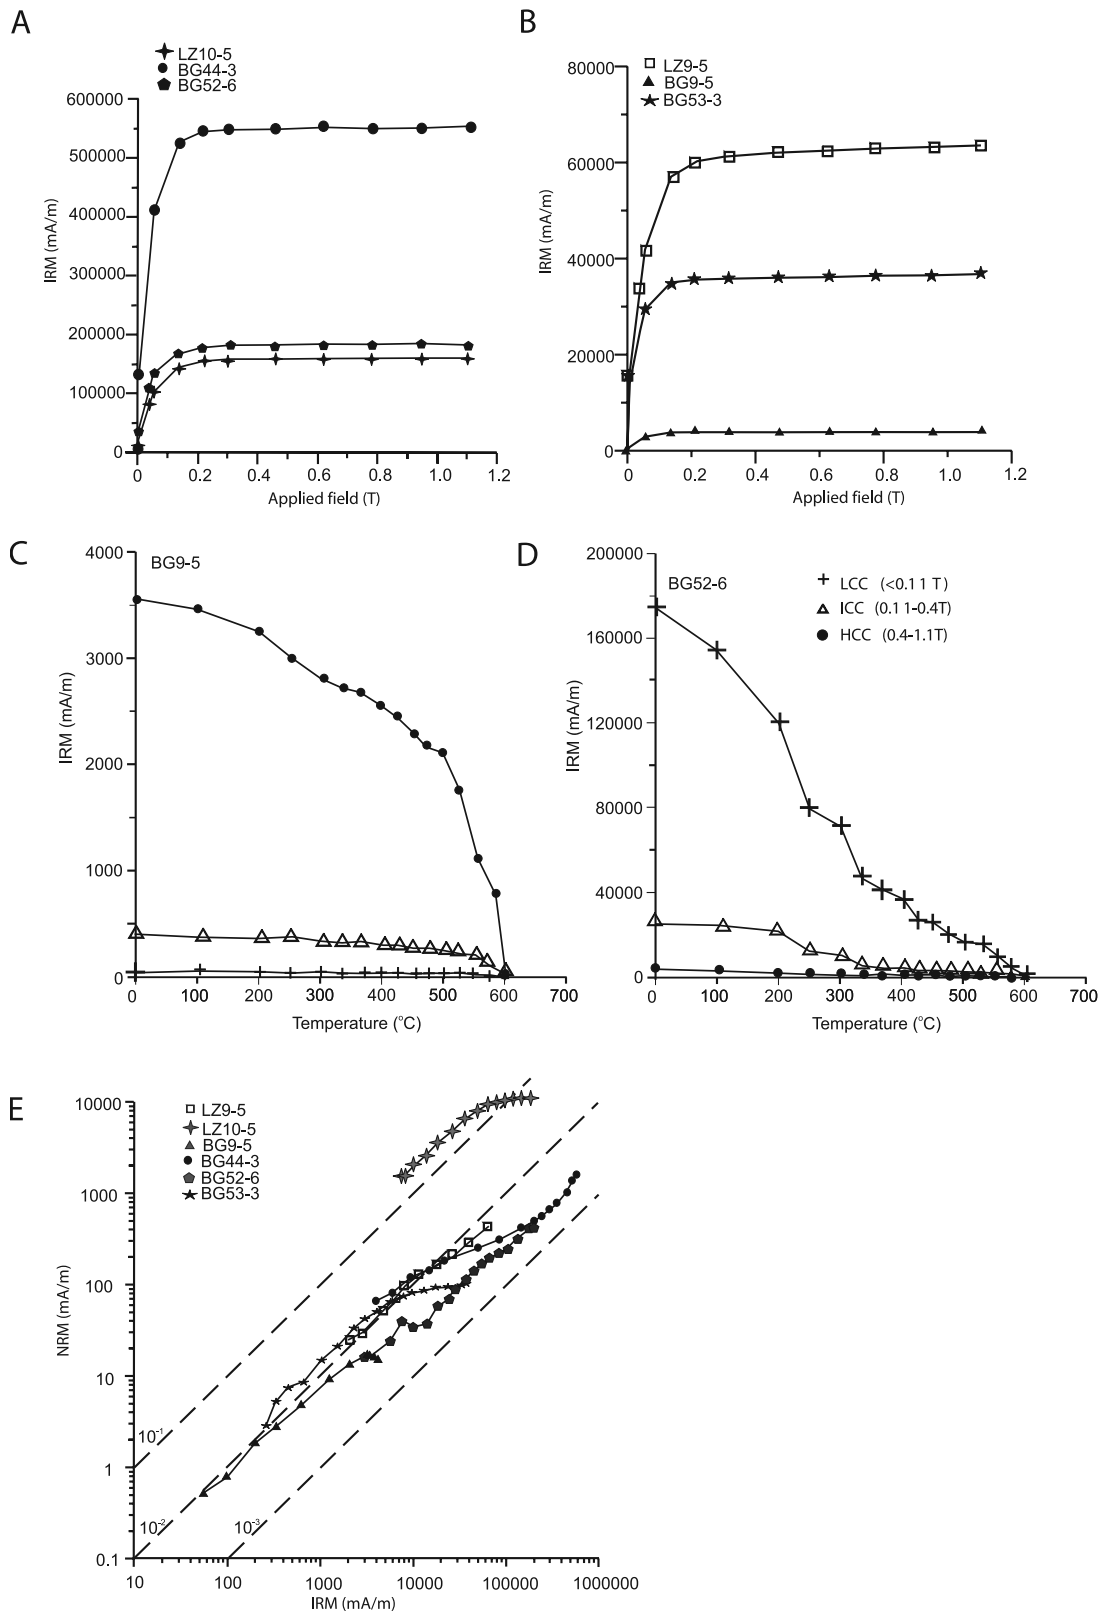 A
LZ10-5
BG44-3
BG52-6
600000
500000
400000
300000
200000
100000
0
IRM (mA/m)
0 0.2 0.4 0.6 0.8 1.0 1.2
Applied field (T)
B
LZ9-5
BG9-5
BG53-3
80000
60000
40000
20000
0
IRM (mA/m)
0 0.2 0.4 0.6 0.8 1.0 1.2
Applied field (T)
C
BG9-5
4000
3000
2000
1000
0
IRM (mA/m)
0 100 200 300 400 500 600 700
Temperature (°C)
D
BG52-6
LCC (<0.11 T)
ICC (0.11-0.4T)
HCC (0.4-1.1T)
200000
160000
120000
80000
40000
0
IRM (mA/m)
0 100 200 300 400 500 600 700
Temperature (°C)
E
LZ9-5
LZ10-5
BG9-5
BG44-3
BG52-6
BG53-3
10000
1000
100
10
1
0.1
NRM (mA/m)
10⁻¹
10⁻²
10⁻³
10 100 1000 10000 100000 1000000
IRM (mA/m)